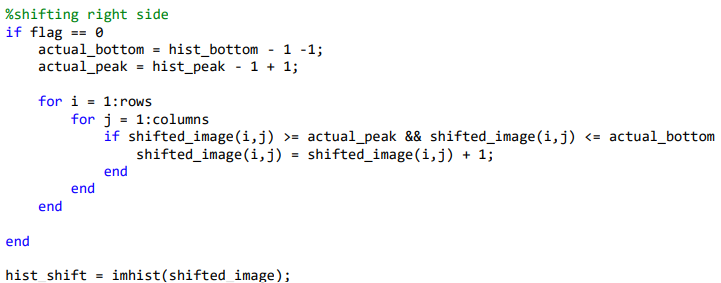 %shifting right side
if flag == 0
    actual_bottom = hist_bottom - 1 -1;
    actual_peak = hist_peak - 1 + 1;

    for i = 1:rows
        for j = 1:columns
            if shifted_image(i,j) >= actual_peak && shifted_image(i,j) <= actual_bottom
                shifted_image(i,j) = shifted_image(i,j) + 1;
            end
        end
    end

end

hist_shift = imhist(shifted_image);